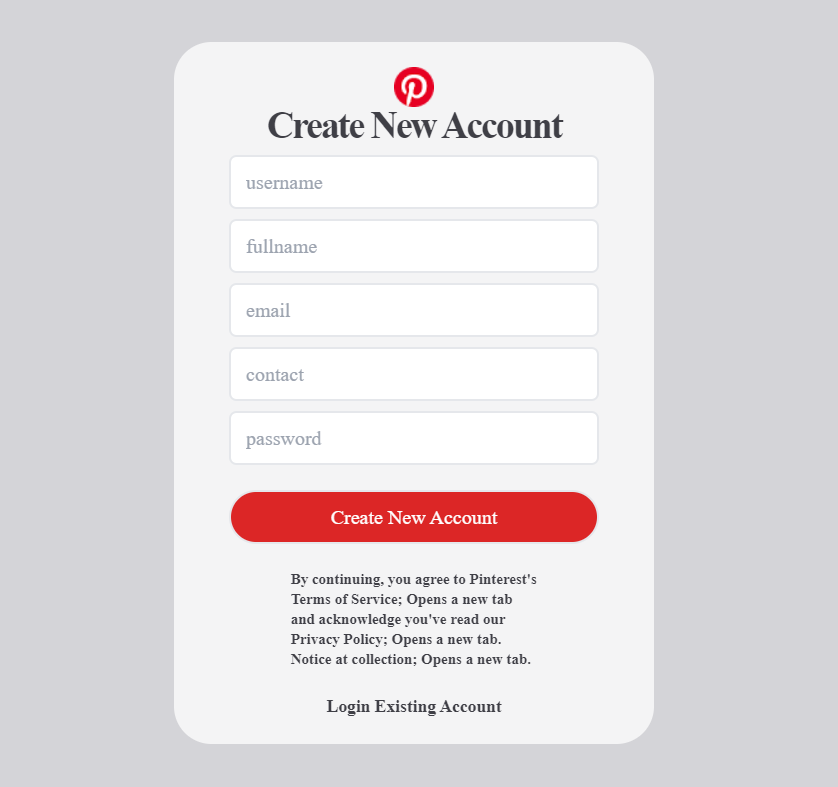 Create New Account
username
fullname
email
contact
password
Create New Account
By continuing, you agree to Pinterest's
Terms of Service; Opens a new tab
and acknowledge you've read our
Privacy Policy; Opens a new tab.
Notice at collection; Opens a new tab.
Login Existing Account